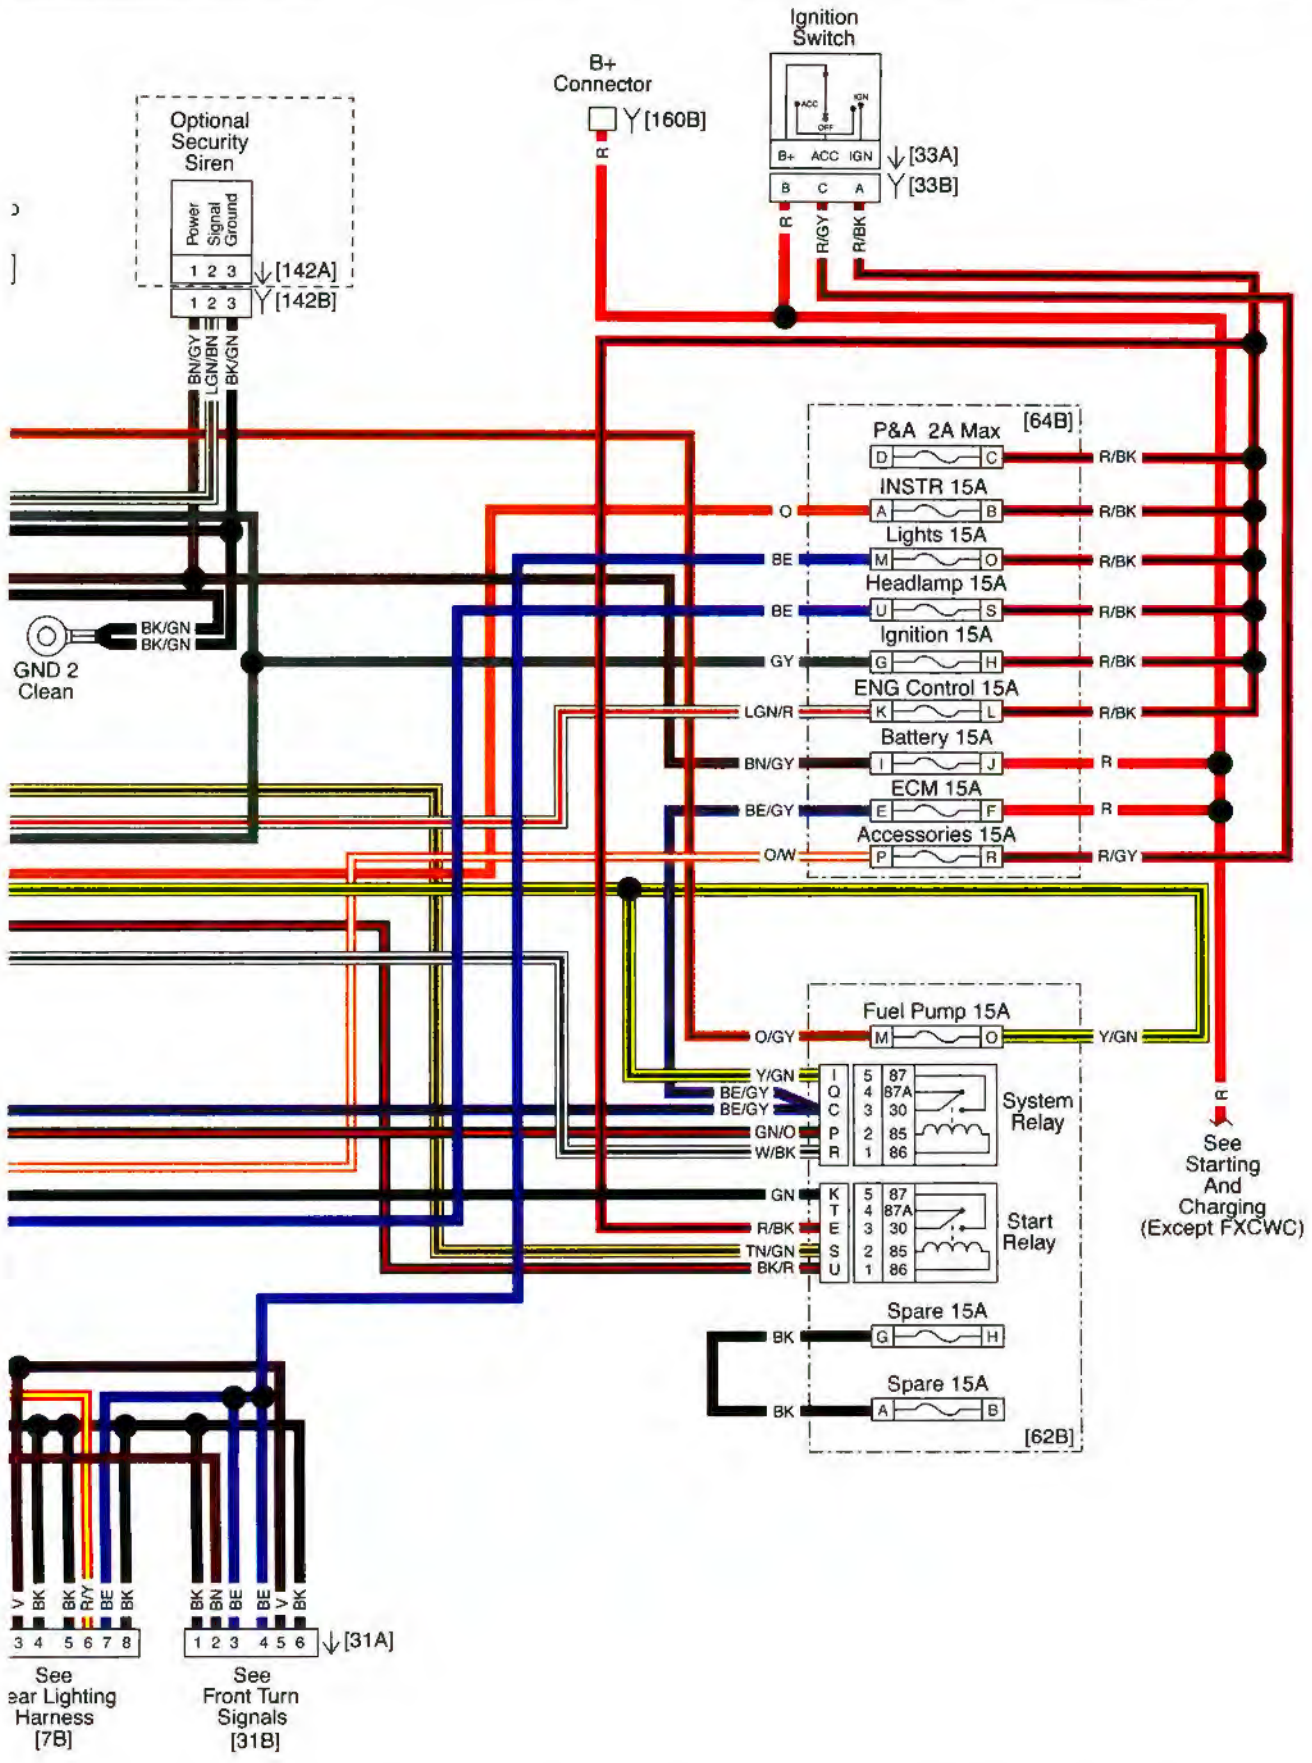 Ignition
Switch
B+
Connector
[160B]
R
ACC
IGN
OFF
B+ ACC IGN
[33A]
B C A
[33B]
R
R/GY
R/BK
Optional
Security
Siren
Power
Signal
Ground
1 2 3
[142A]
]
1 2 3
[142B]
BN/GY
LGN/BN
BK/GN
[64B]
P&A 2A Max
D C R/BK
INSTR 15A
O A B R/BK
Lights 15A
BE M O R/BK
Headlamp 15A
BE U S R/BK
Ignition 15A
GY G H R/BK
ENG Control 15A
LGN/R K L R/BK
Battery 15A
BN/GY I J R
ECM 15A
BE/GY E F R
Accessories 15A
O/W P R R/GY
BK/GN
BK/GN
GND 2
Clean
Fuel Pump 15A
O/GY M O Y/GN
Y/GN I 5 87
BE/GY Q 4 87A
BE/GY C 3 30
GN/O P 2 85
W/BK R 1 86
System
Relay
R
See
Starting
And
Charging
(Except FXCWC)
GN K 5 87
T 4 87A
R/BK E 3 30
TN/GN S 2 85
BK/R U 1 86
Start
Relay
Spare 15A
BK G H
Spare 15A
BK A B
[62B]
V
BK
BK
R/Y
BE
BK
BK
BN
BE
BE
V
BK
3 4 5 6 7 8
1 2 3 4 5 6
[31A]
See
ear Lighting
Harness
[7B]
See
Front Turn
Signals
[31B]